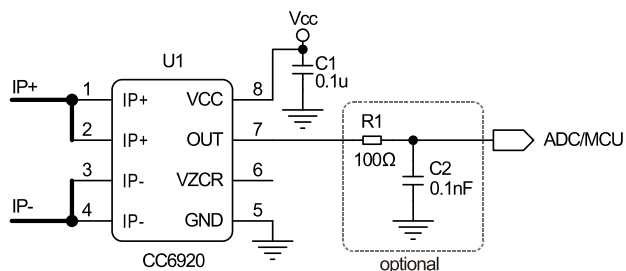 Vcc
U1
C1
0.1u
IP+
1
IP+
VCC
8
2
IP+
OUT
7
R1
100Ω
ADC/MCU
3
IP-
VZCR
6
C2
0.1nF
IP-
4
IP-
GND
5
CC6920
optional